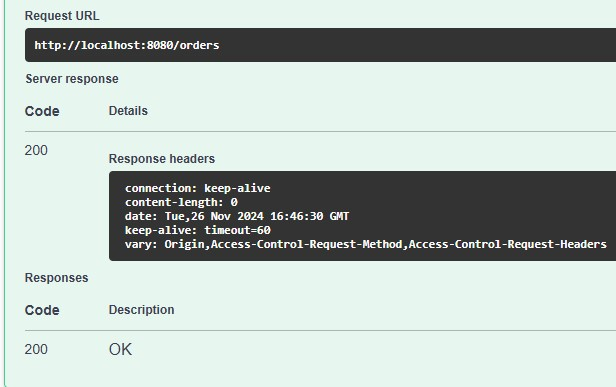 Request URL
http://localhost:8080/orders
Server response
Code Details
200
Response headers
connection: keep-alive
content-length: 0
date: Tue,26 Nov 2024 16:46:30 GMT
keep-alive: timeout=60
vary: Origin,Access-Control-Request-Method,Access-Control-Request-Headers
Responses
Code Description
200 OK